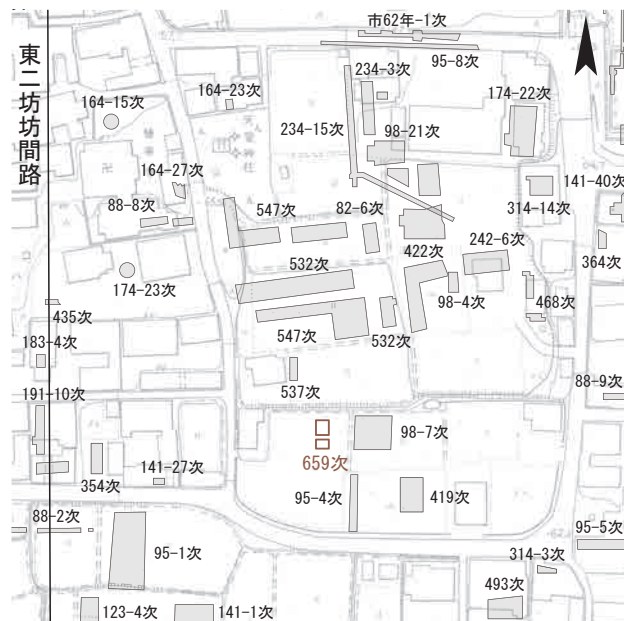 市62年-1次
95-8次
東二坊坊間路
234-3次
164-23次
174-22次
164-15次
234-15次
98-21次
天皇神社
164-27次
141-40次
88-8次
547次
82-6次
314-14次
422次
242-6次
364次
532次
174-23次
98-4次
468次
435次
547次
532次
183-4次
537次
88-9次
191-10次
98-7次
659次
141-27次
354次
95-4次
419次
88-2次
95-5次
95-1次
314-3次
493次
123-4次
141-1次